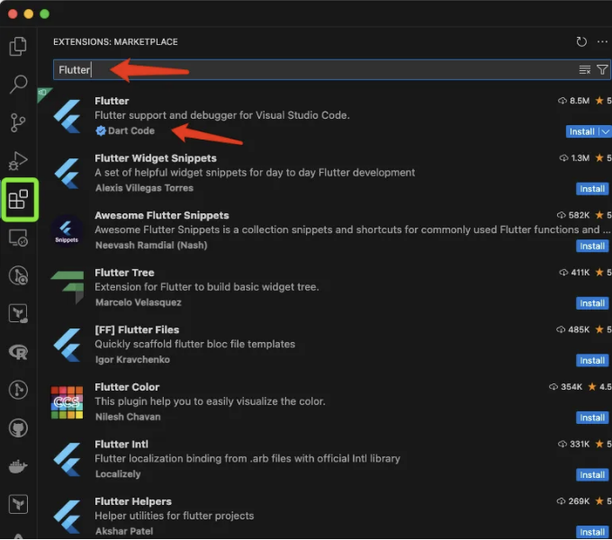 EXTENSIONS: MARKETPLACE
Flutter
Flutter 8.5M 5
Flutter support and debugger for Visual Studio Code.
Dart Code Install
Flutter Widget Snippets 1.3M 5
A set of helpful widget snippets for day to day Flutter development
Alexis Villegas Torres Install
Awesome Flutter Snippets 582K 5
Snippets
Awesome Flutter Snippets is a collection snippets and shortcuts for commonly used Flutter functions and ...
Neevash Ramdial (Nash) Install
Flutter Tree 411K 5
Extension for Flutter to build basic widget tree.
Marcelo Velasquez Install
[FF] Flutter Files 485K 5
Quickly scaffold flutter bloc file templates
Igor Kravchenko Install
Flutter Color 354K 4.5
CCS
This plugin help you to easily visualize the color.
Nilesh Chavan Install
Flutter Intl 331K 5
Flutter localization binding from .arb files with official Intl library
Localizely Install
Flutter Helpers 269K 5
Helper utilities for flutter projects
Akshar Patel Install